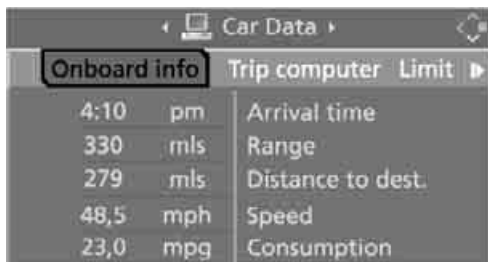 Car Data
Onboard info Trip computer Limit
4:10 pm Arrival time
330 mls Range
279 mls Distance to dest.
48,5 mph Speed
23,0 mpg Consumption